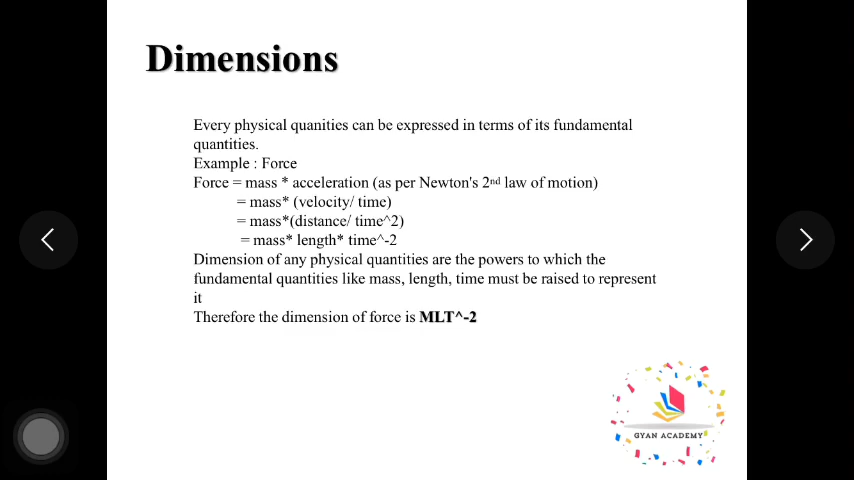 Dimensions
Every physical quanities can be expressed in terms of its fundamental
quantities.
Example : Force
Force = mass * acceleration (as per Newton's 2nd law of motion)
= mass* (velocity/ time)
= mass*(distance/ time^2)
= mass* length* time^-2
Dimension of any physical quantities are the powers to which the
fundamental quantities like mass, length, time must be raised to represent
it
Therefore the dimension of force is MLT^-2
GYAN ACADEMY